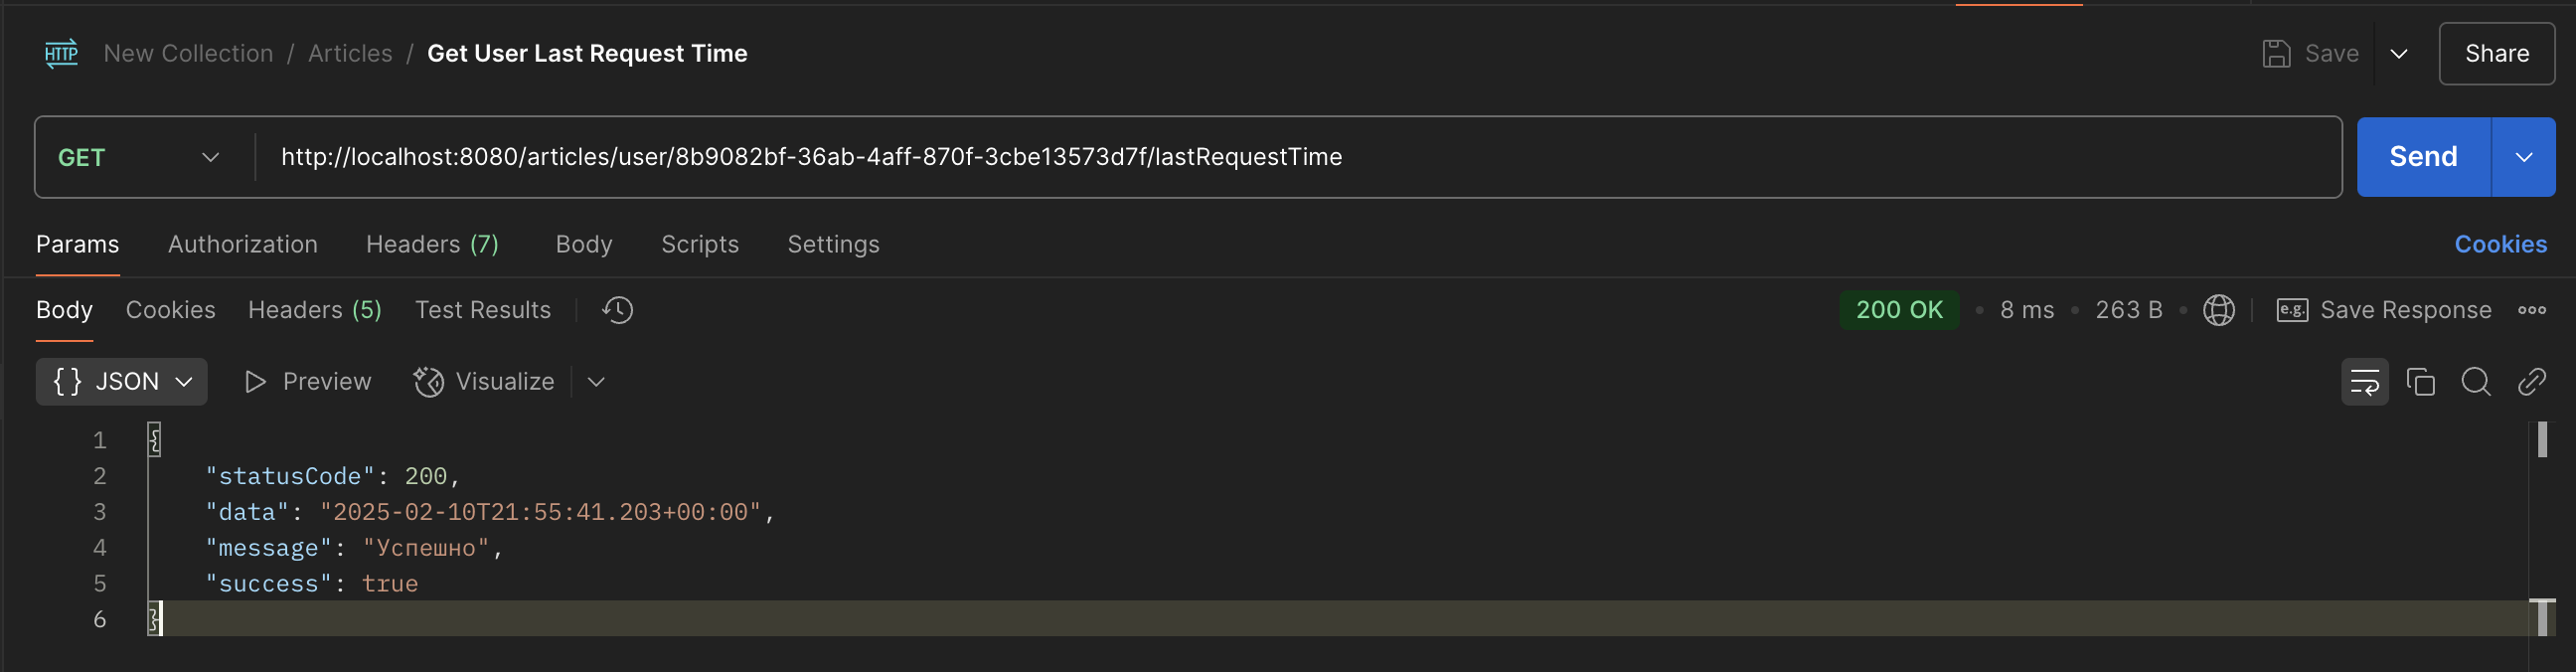 HTTP New Collection / Articles / Get User Last Request Time Save Share
GET http://localhost:8080/articles/user/8b9082bf-36ab-4aff-870f-3cbe13573d7f/lastRequestTime Send
Params Authorization Headers (7) Body Scripts Settings Cookies
Body Cookies Headers (5) Test Results 200 OK • 8 ms • 263 B • e.g. Save Response
{} JSON Preview Visualize
1 {
2 "statusCode": 200,
3 "data": "2025-02-10T21:55:41.203+00:00",
4 "message": "Успешно",
5 "success": true
6 }